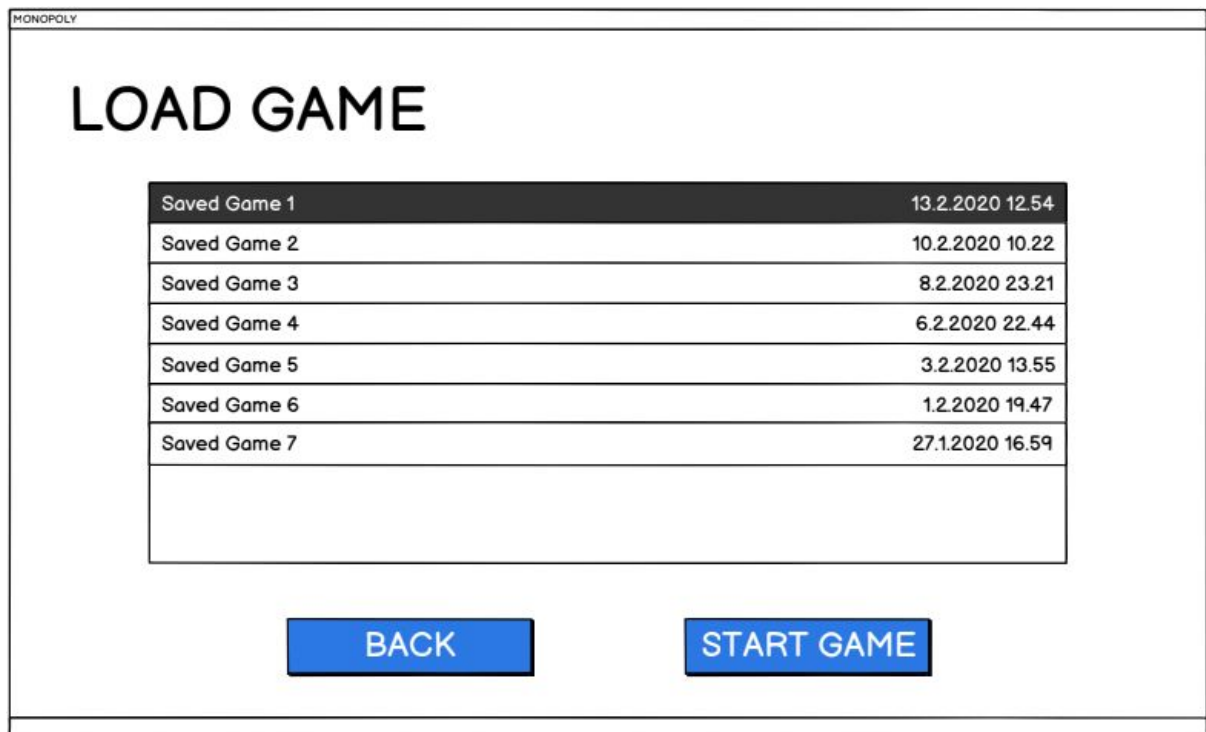 MONOPOLY
LOAD GAME
Saved Game 1 13.2.2020 12.54
Saved Game 2 10.2.2020 10.22
Saved Game 3 8.2.2020 23.21
Saved Game 4 6.2.2020 22.44
Saved Game 5 3.2.2020 13.55
Saved Game 6 1.2.2020 19.47
Saved Game 7 27.1.2020 16.59
BACK START GAME